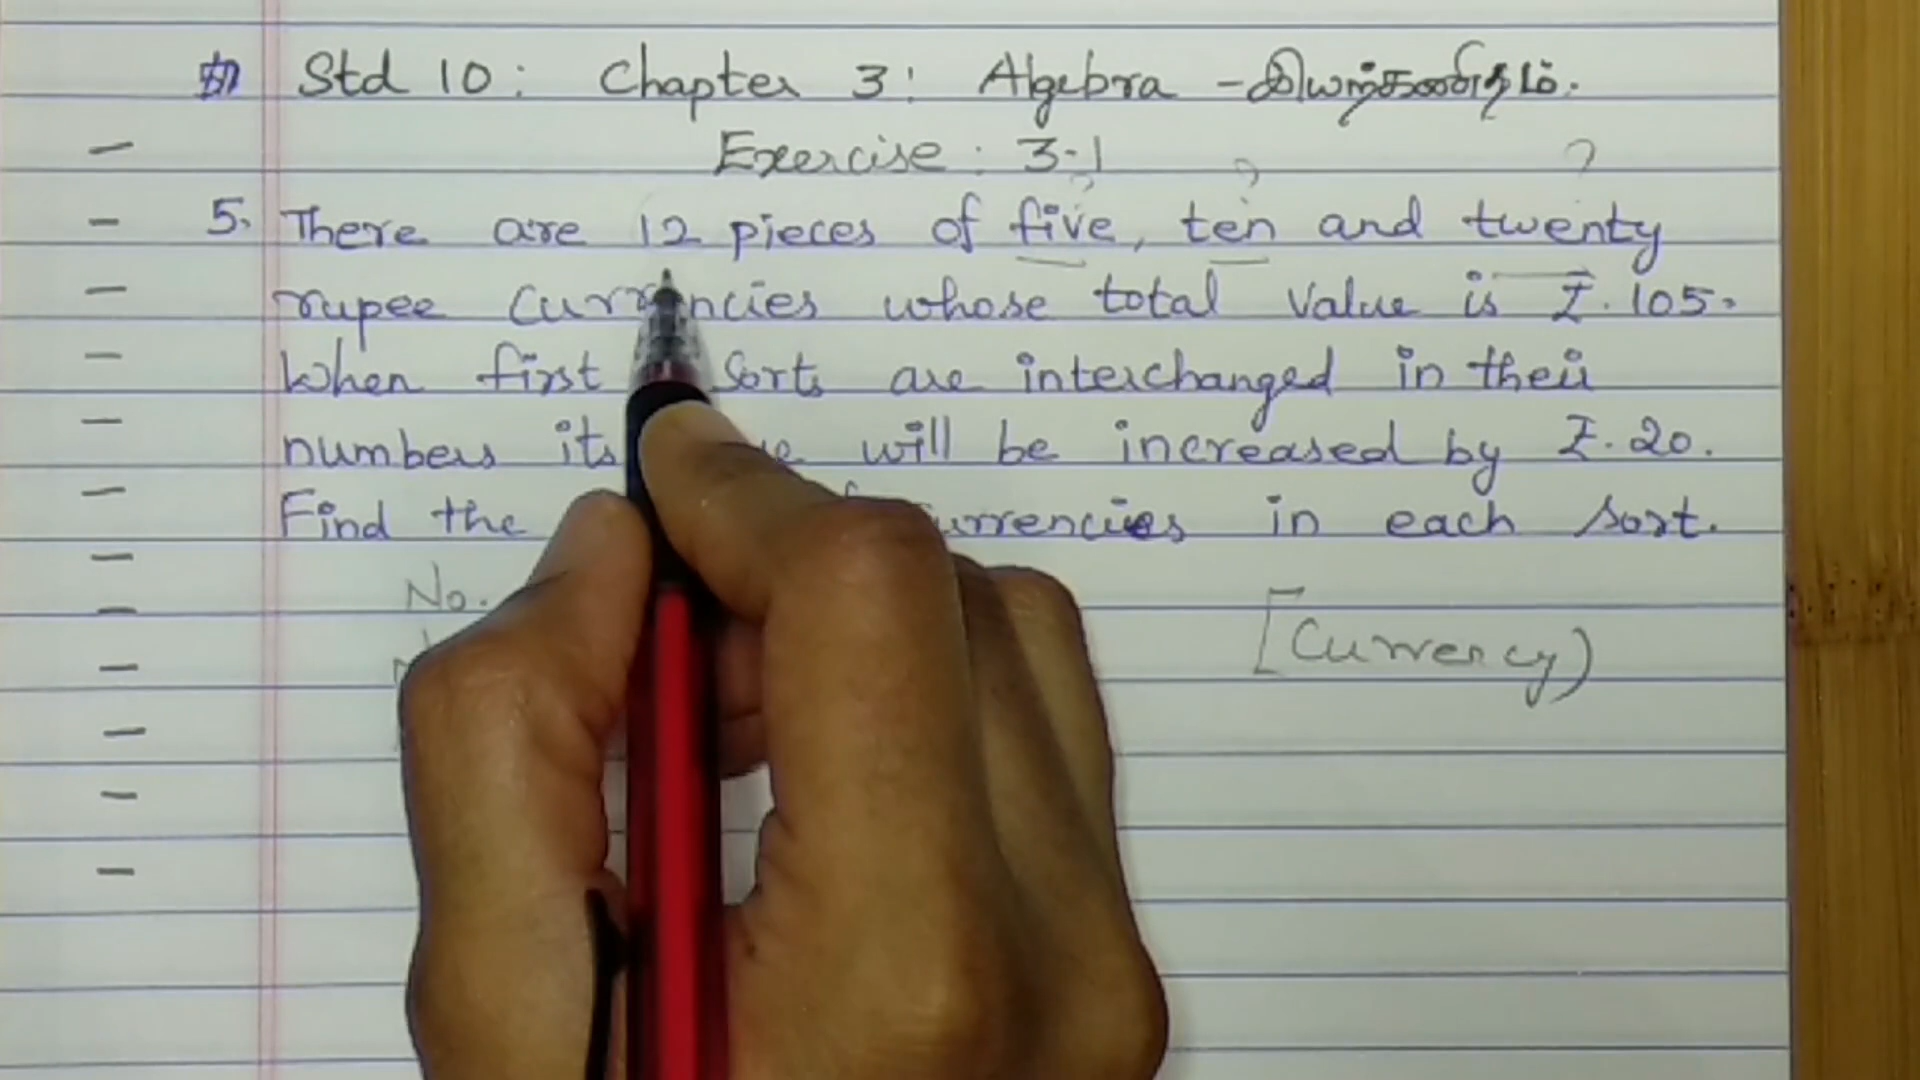 Std 10 : Chapter 3 : Algebra - இயற்கணிதம்.
Exercise : 3.1
? ? ?
5. There are 12 pieces of five, ten and twenty
rupee currencies whose total value is ₹. 105.
When first sorts are interchanged in their
numbers its will be increased by ₹. 20.
Find the currencies in each sort.
No.
[Currency)